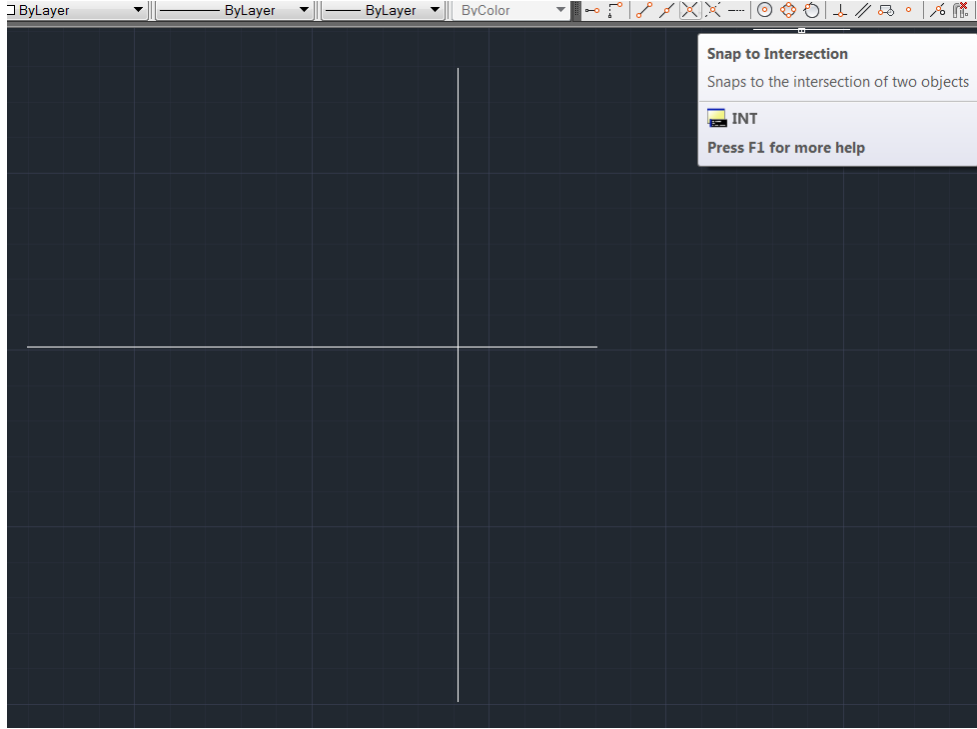 ByLayer ByLayer ByLayer ByColor
Snap to Intersection
Snaps to the intersection of two objects
INT
Press F1 for more help